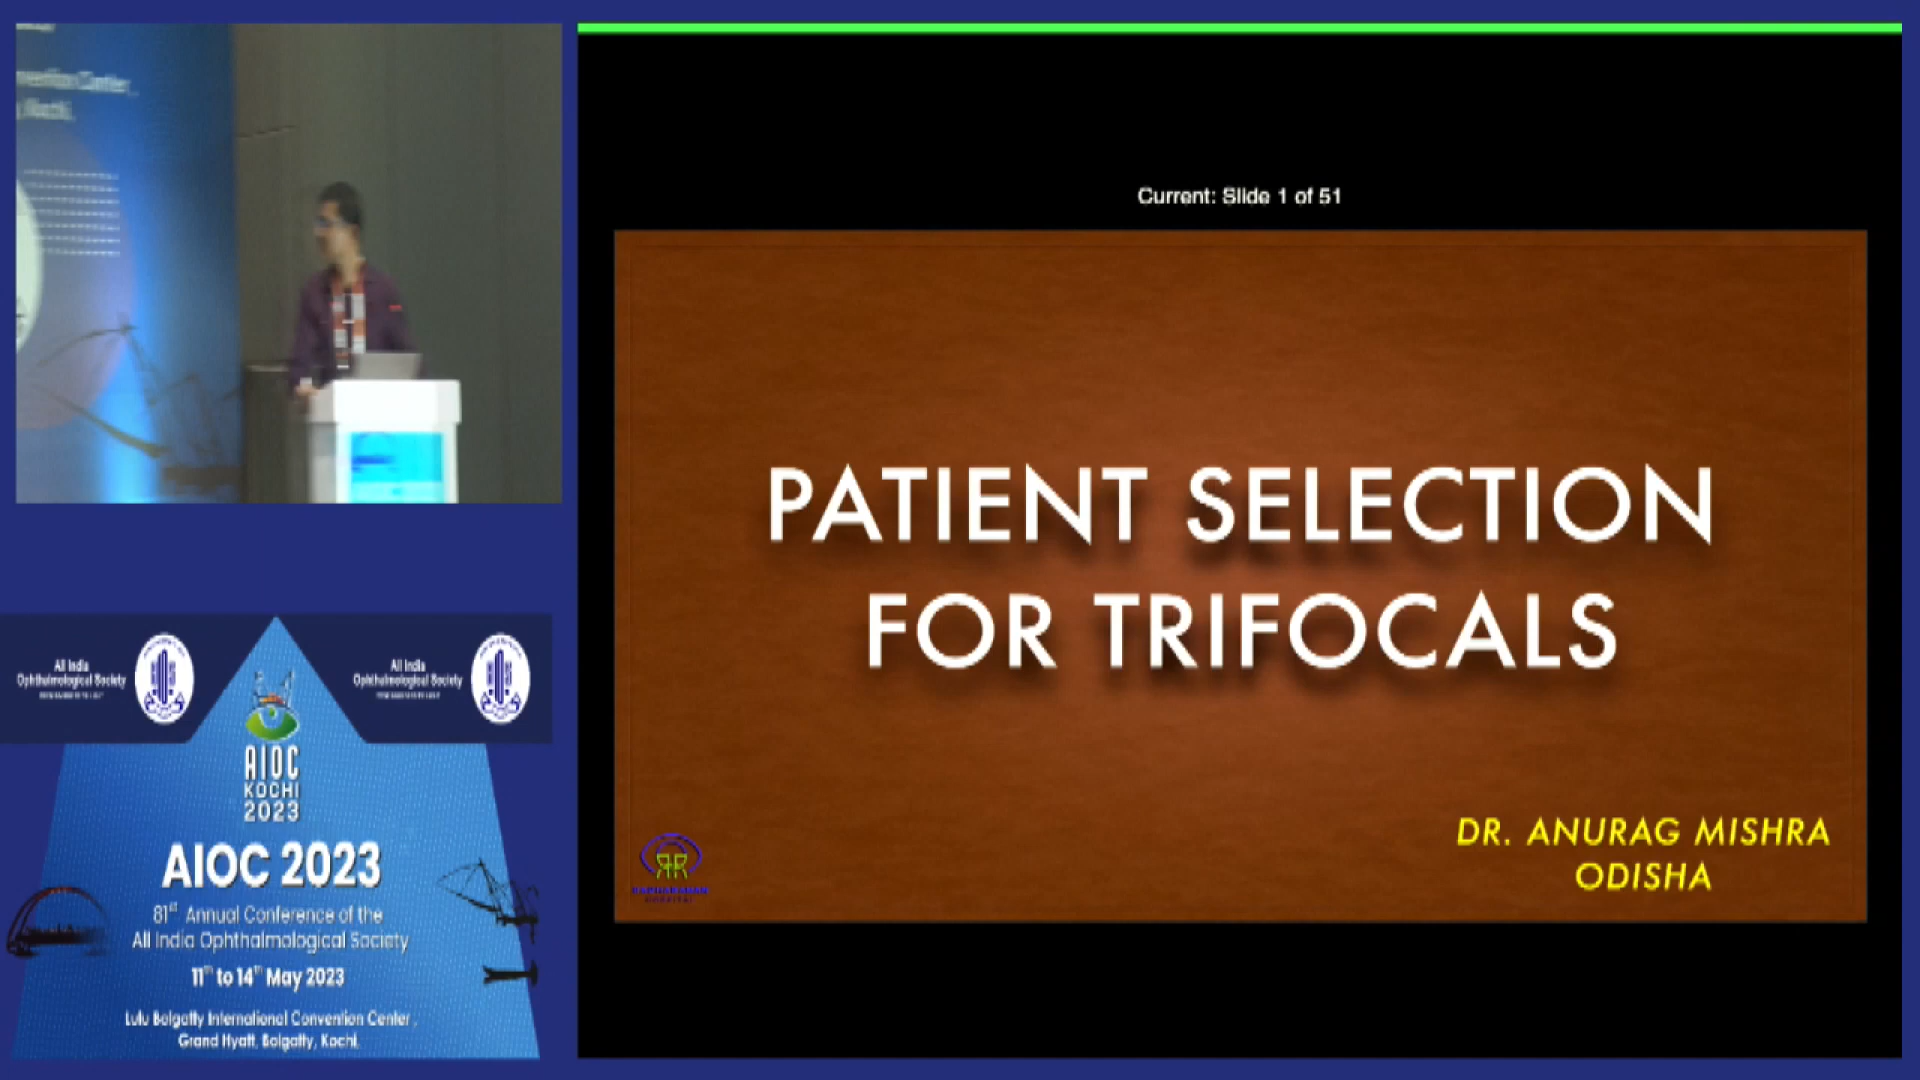 Current: Slide 1 of 51
PATIENT SELECTION
FOR TRIFOCALS
DR. ANURAG MISHRA
ODISHA
All India
Ophthalmological Society
All India
Ophthalmological Society
AIOC
KOCHI
2023
AIOC 2023
81st Annual Conference of the
All India Ophthalmological Society
11th to 14th May 2023
Lulu Bolgatty International Convention Center,
Grand Hyatt, Bolgatty, Kochi.